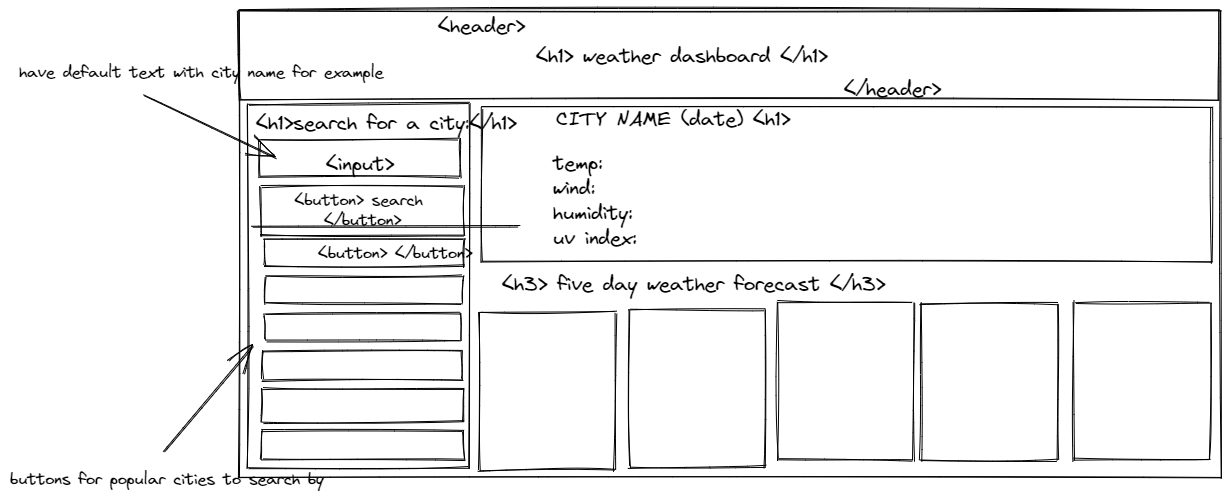 <header>
<h1> weather dashboard </h1>
have default text with city name for example
</header>
<h1>search for a city:</h1>
<input>
<button> search
</button>
<button> </button>
CITY NAME (date) <h1>
temp:
wind:
humidity:
uv index:
<h3> five day weather forecast </h3>
buttons for popular cities to search by